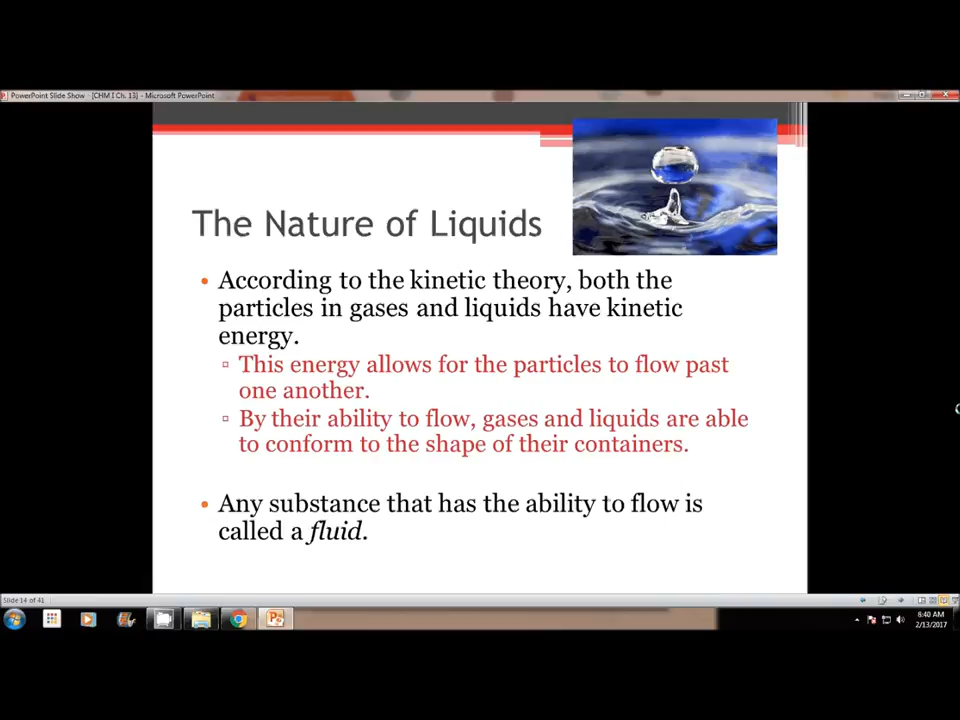 PowerPoint Slide Show - [CHM I Ch. 13] - Microsoft PowerPoint
The Nature of Liquids
• According to the kinetic theory, both the
particles in gases and liquids have kinetic
energy.
▫ This energy allows for the particles to flow past
one another.
▫ By their ability to flow, gases and liquids are able
to conform to the shape of their containers.
• Any substance that has the ability to flow is
called a fluid.
Slide 14 of 41
8:40 AM
2/13/2017